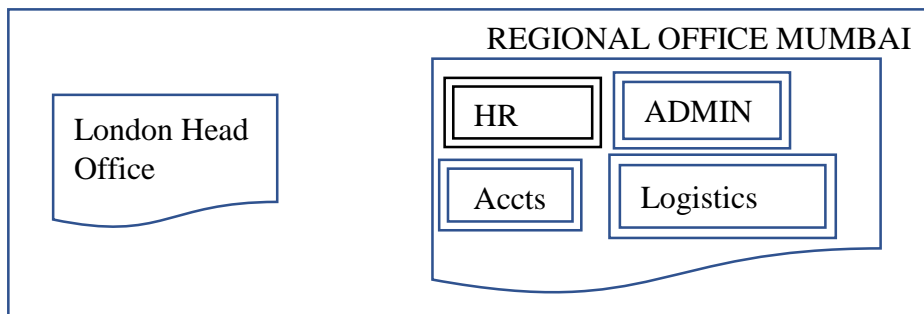 REGIONAL OFFICE MUMBAI
London Head
Office
HR
ADMIN
Accts
Logistics